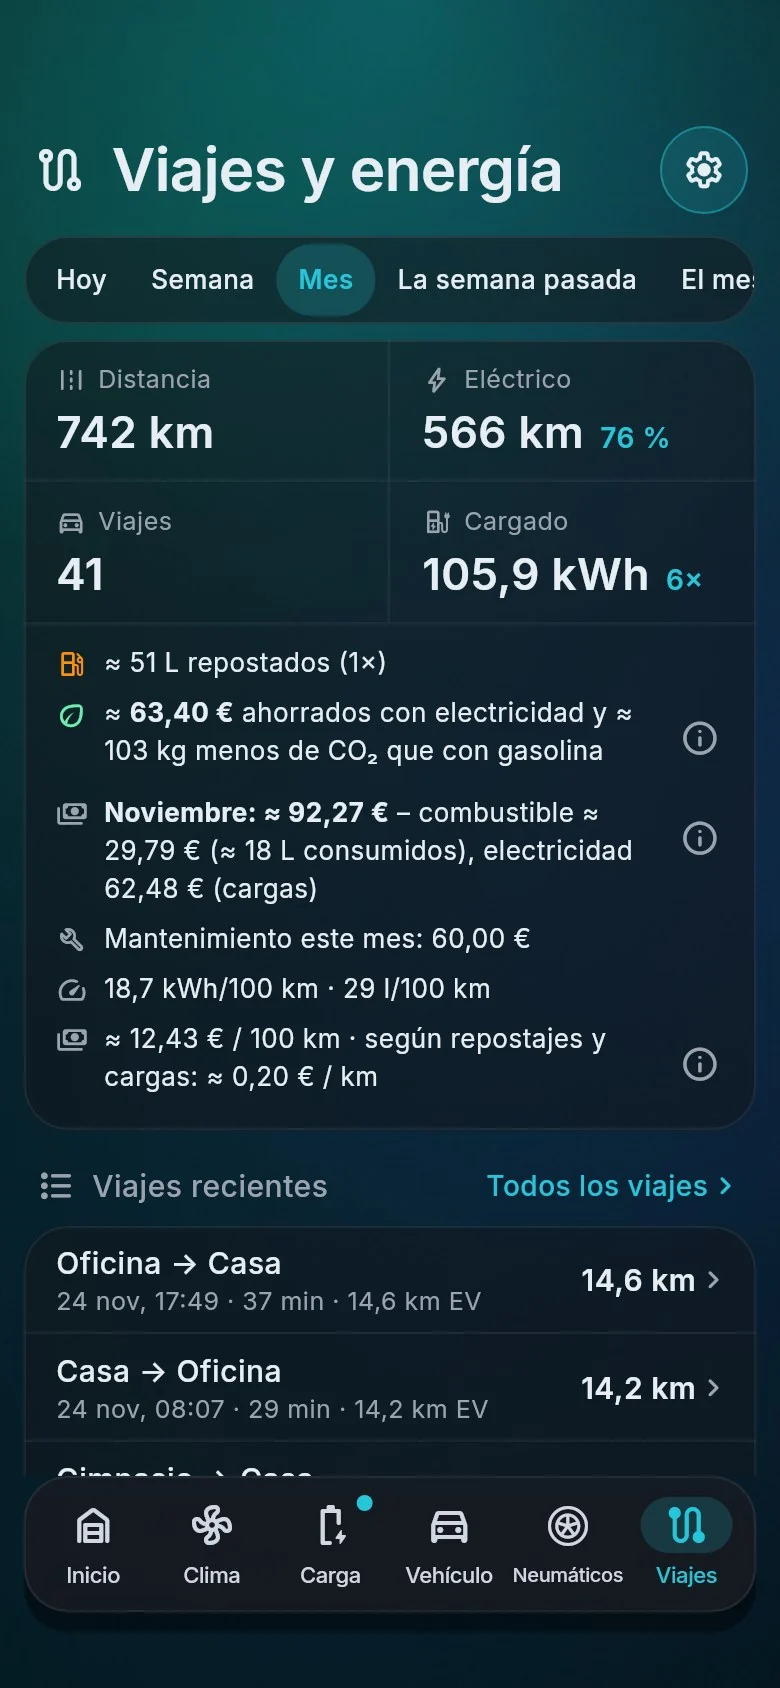 Viajes y energía
Hoy Semana Mes La semana pasada El mes
Distancia
742 km
Eléctrico
566 km 76 %
Viajes
41
Cargado
105,9 kWh 6×
≈ 51 L repostados (1×)
≈ 63,40 € ahorrados con electricidad y ≈
103 kg menos de CO₂ que con gasolina
Noviembre: ≈ 92,27 € – combustible ≈
29,79 € (≈ 18 L consumidos), electricidad
62,48 € (cargas)
Mantenimiento este mes: 60,00 €
18,7 kWh/100 km · 29 l/100 km
≈ 12,43 € / 100 km · según repostajes y
cargas: ≈ 0,20 € / km
Viajes recientes
Todos los viajes
Oficina → Casa
24 nov, 17:49 · 37 min · 14,6 km EV
14,6 km
Casa → Oficina
24 nov, 08:07 · 29 min · 14,2 km EV
14,2 km
Gimnasio → Casa
Inicio Clima Carga Vehículo Neumáticos Viajes